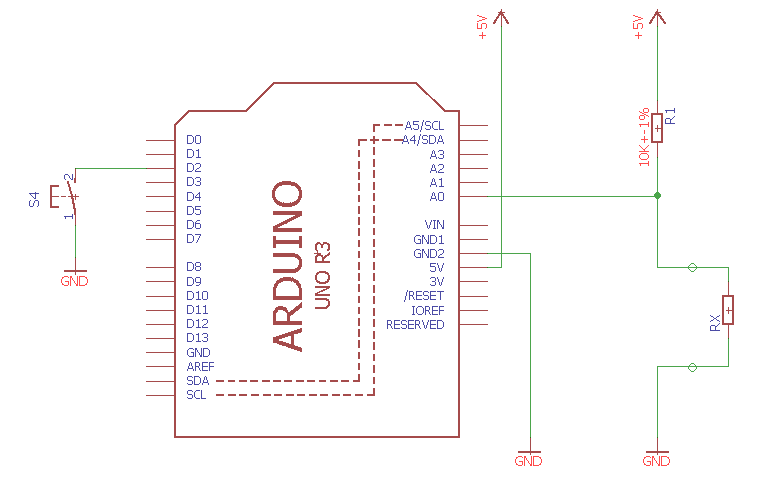 +5V
+5V
R1
10K+-1%
A5/SCL
A4/SDA
A3
A2
A1
A0
VIN
GND1
GND2
5V
3V
/RESET
IOREF
RESERVED
D0
D1
D2
D3
D4
D5
D6
D7
D8
D9
D10
D11
D12
D13
GND
AREF
SDA
SCL
ARDUINO
UNO R3
S4
2
1
GND
RX
GND
GND